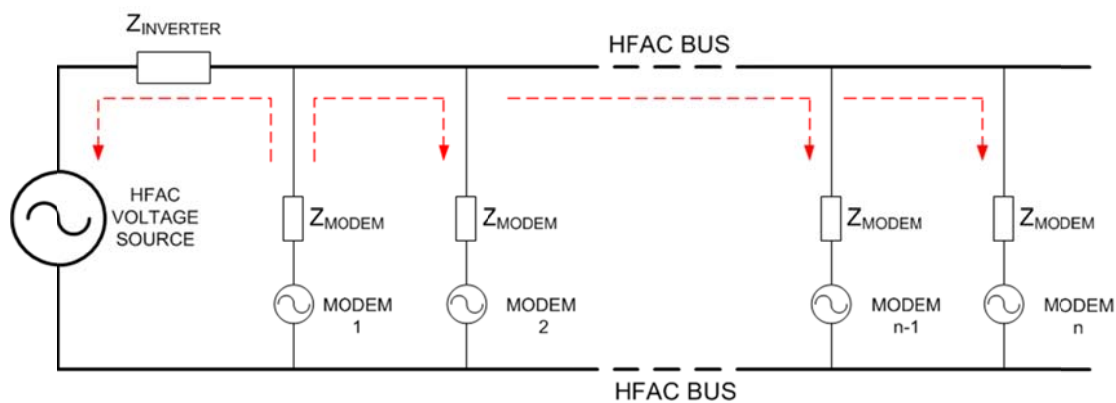 ZINVERTER
HFAC BUS
HFAC
VOLTAGE
SOURCE
ZMODEM
ZMODEM
ZMODEM
ZMODEM
MODEM
1
MODEM
2
MODEM
n-1
MODEM
n
HFAC BUS